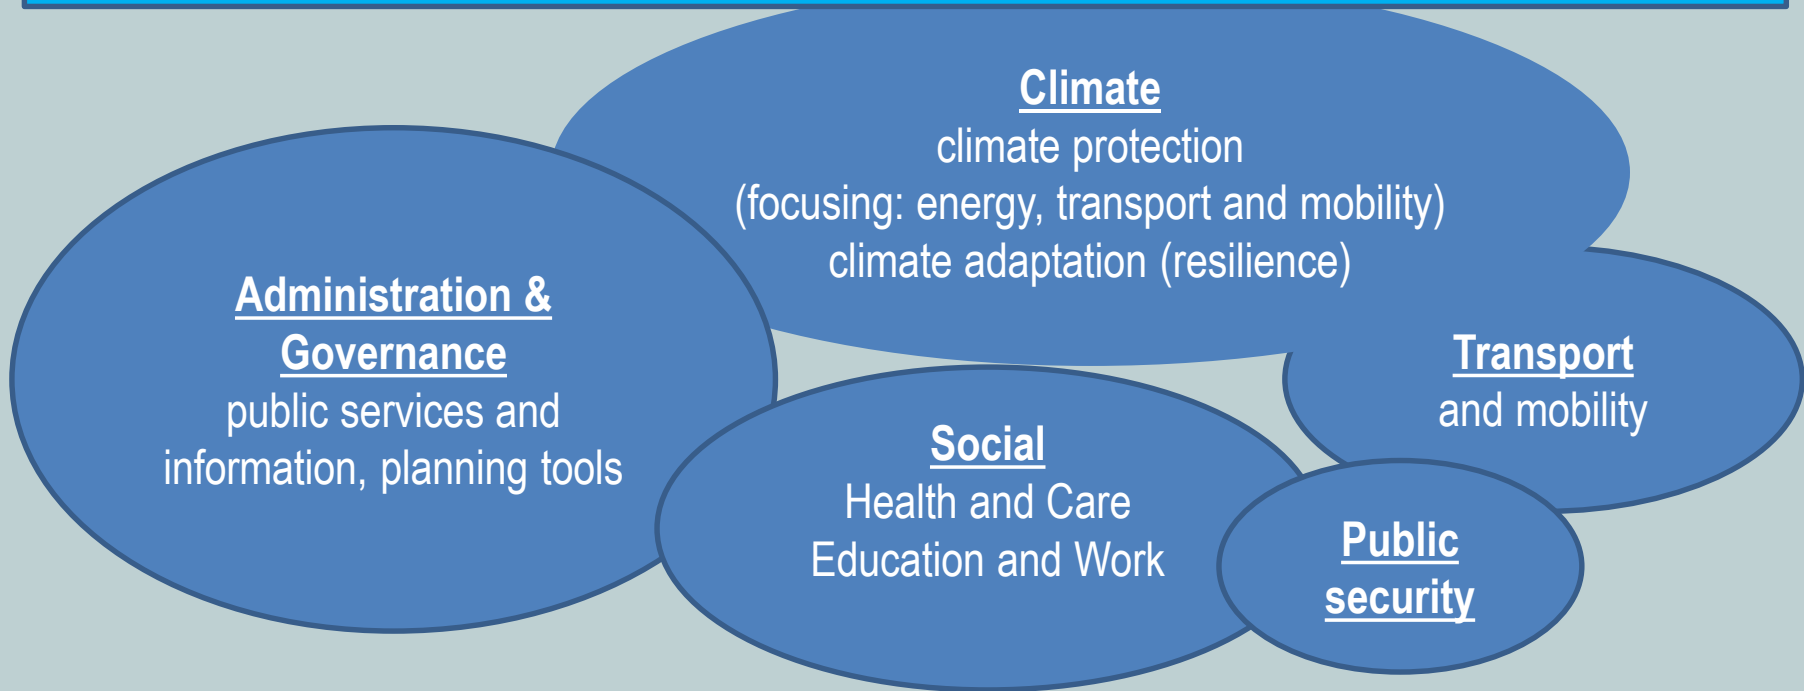 Climate
climate protection
(focusing: energy, transport and mobility)
climate adaptation (resilience)
Administration &
Governance
public services and
information, planning tools
Transport
and mobility
Social
Health and Care
Education and Work
Public
security